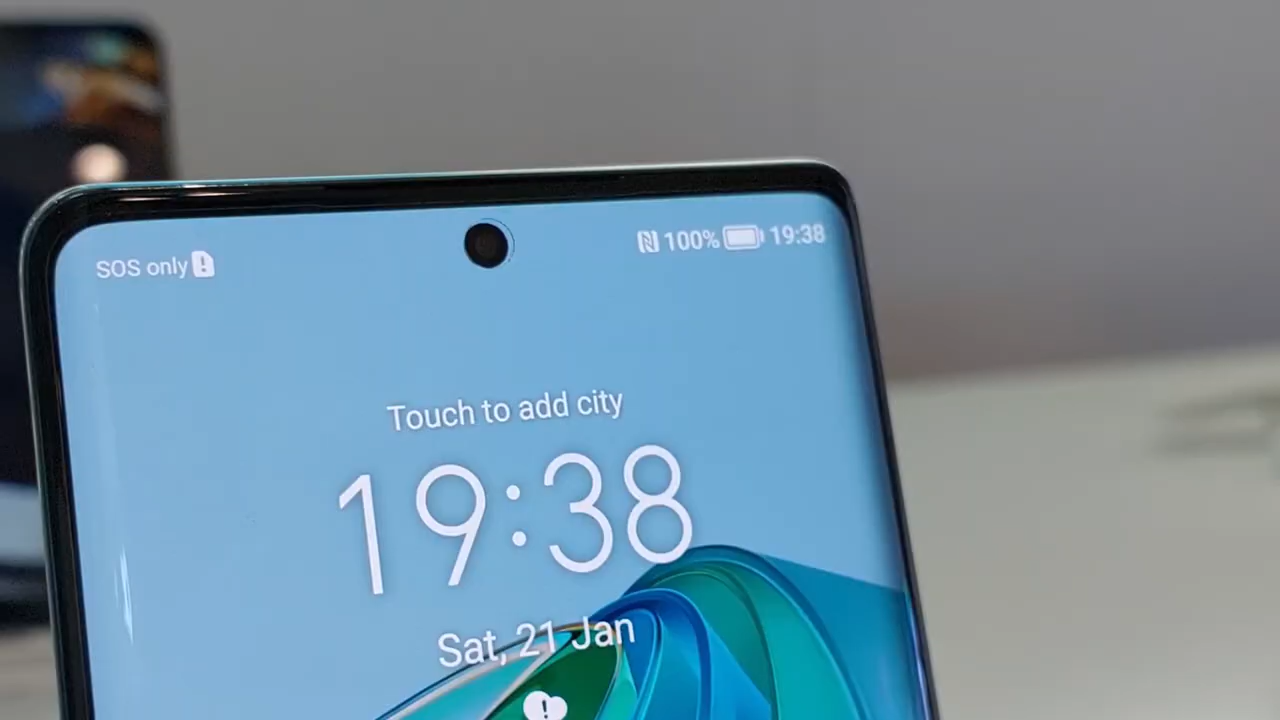 SOS only
100% 19:38
Touch to add city
19:38
Sat, 21 Jan